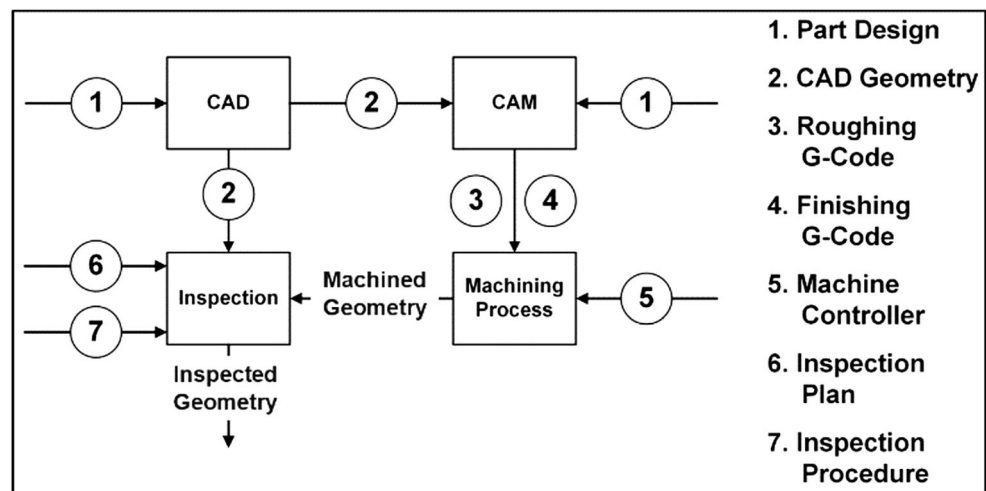 1
CAD
2
CAM
1
2
3
4
6
7
Inspection
Machined
Geometry
Machining
Process
5
Inspected
Geometry
1. Part Design
2. CAD Geometry
3. Roughing
G-Code
4. Finishing
G-Code
5. Machine
Controller
6. Inspection
Plan
7. Inspection
Procedure